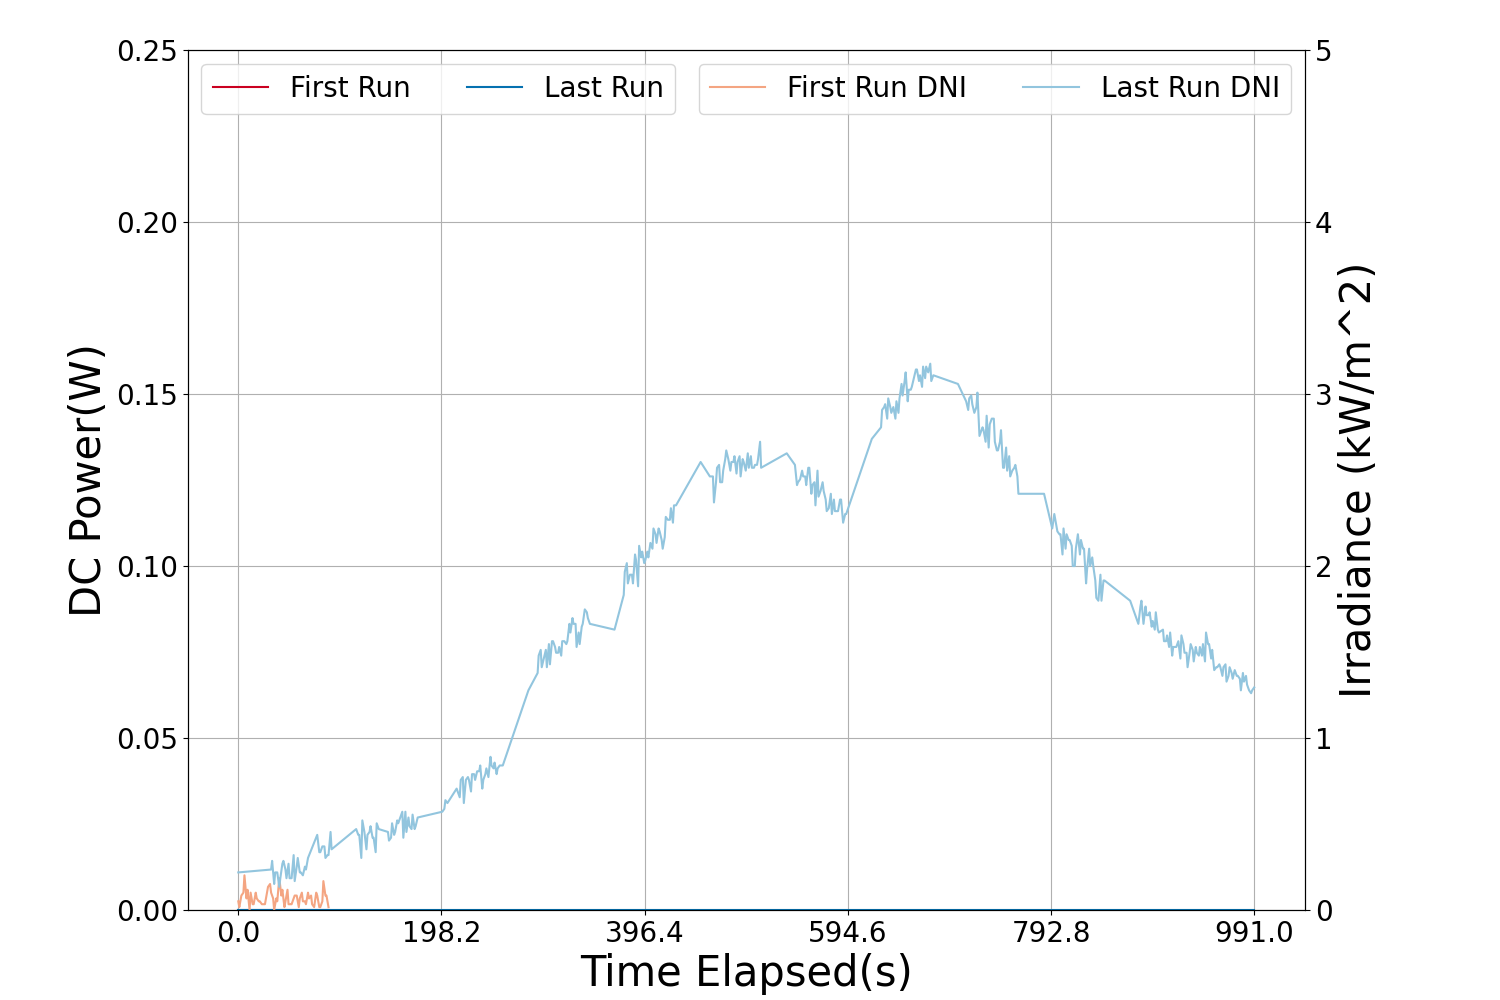 0.25
0.20
0.15
0.10
0.05
0.00
DC Power(W)
First Run
Last Run
First Run DNI
Last Run DNI
5
4
3
2
1
0
Irradiance (kW/m^2)
0.0
198.2
396.4
594.6
792.8
991.0
Time Elapsed(s)